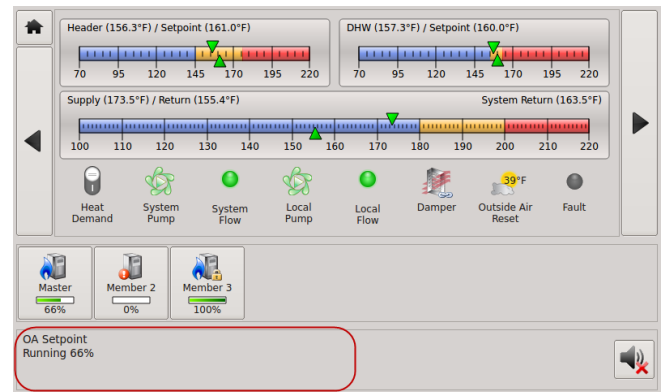 Header (156.3°F) / Setpoint (161.0°F)
70 95 120 145 170 195 220
DHW (157.3°F) / Setpoint (160.0°F)
70 95 120 145 170 195 220
Supply (173.5°F) / Return (155.4°F) System Return (163.5°F)
100 110 120 130 140 150 160 170 180 190 200 210 220
39°F
Heat Demand
System Pump
System Flow
Local Pump
Local Flow
Damper
Outside Air Reset
Fault
Master
66%
Member 2
0%
Member 3
100%
OA Setpoint
Running 66%